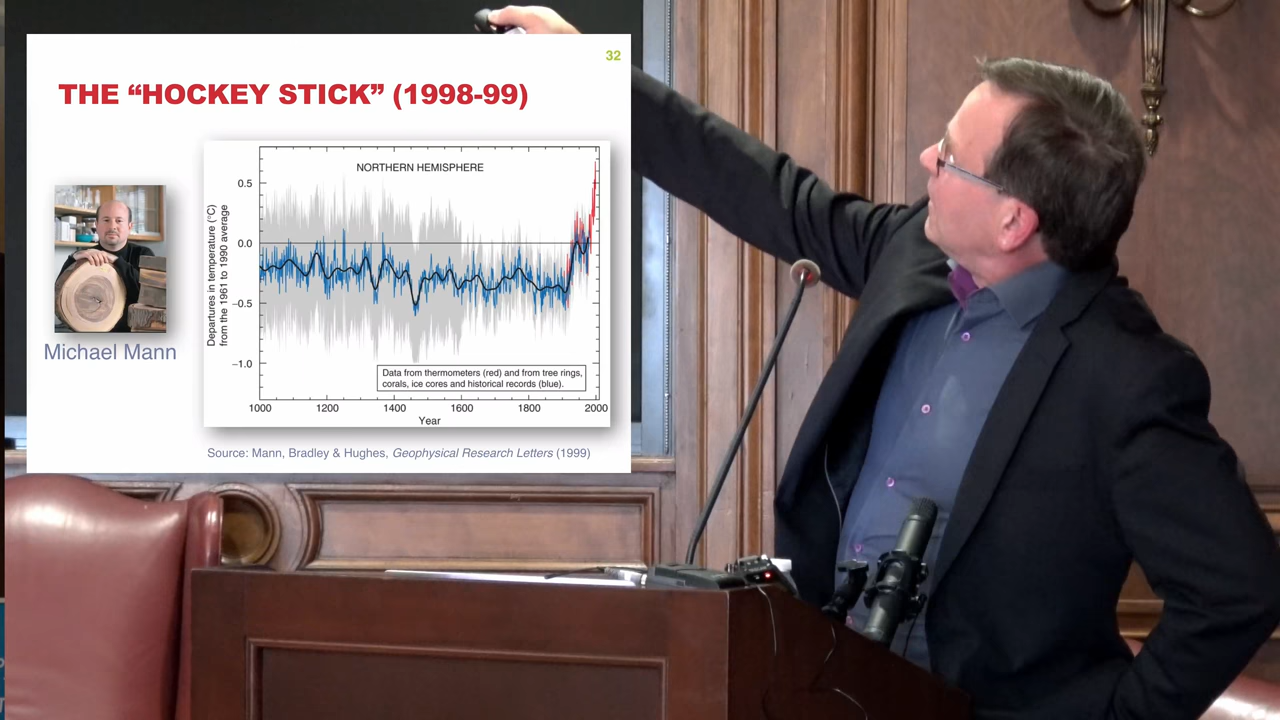 32
THE “HOCKEY STICK” (1998-99)
NORTHERN HEMISPHERE
Departures in temperature (°C)
from the 1961 to 1990 average
0.5
0.0
−0.5
−1.0
Data from thermometers (red) and from tree rings,
corals, ice cores and historical records (blue).
1000 1200 1400 1600 1800 2000
Year
Michael Mann
Source: Mann, Bradley & Hughes, Geophysical Research Letters (1999)